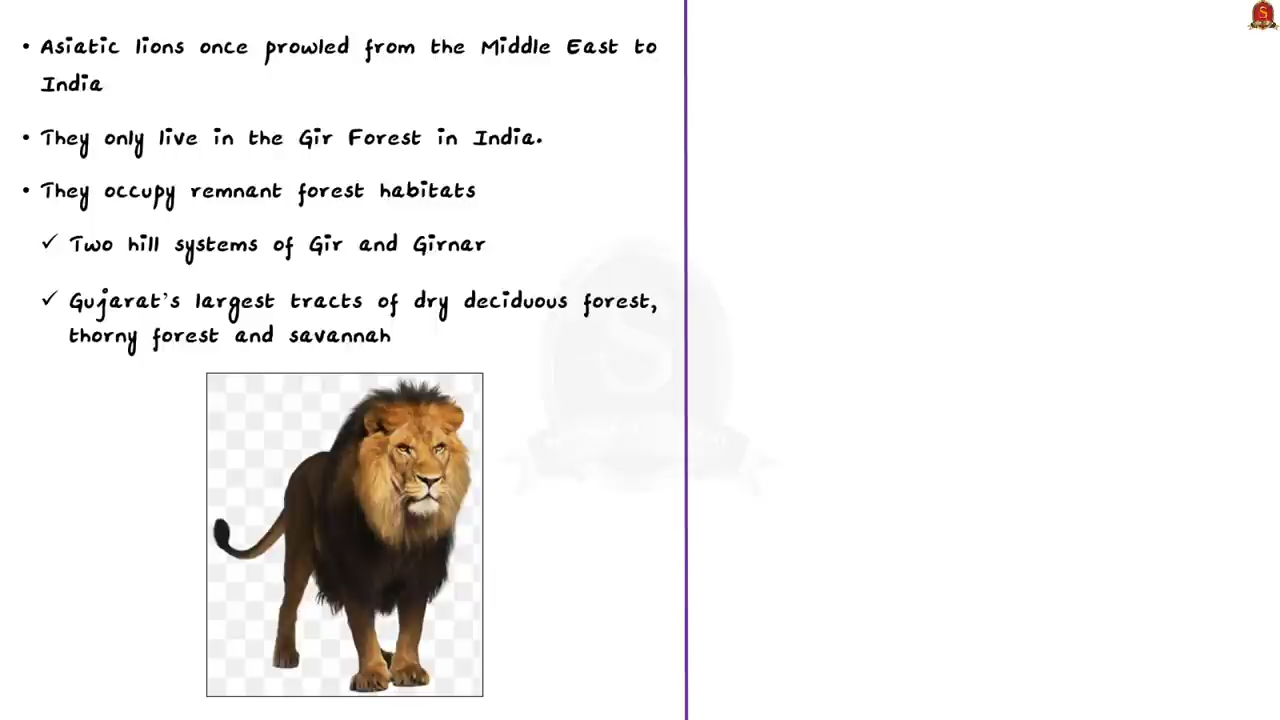 • Asiatic lions once prowled from the Middle East to
India
• They only live in the Gir Forest in India.
• They occupy remnant forest habitats
✓ Two hill systems of Gir and Girnar
✓ Gujarat's largest tracts of dry deciduous forest,
thorny forest and savannah
S